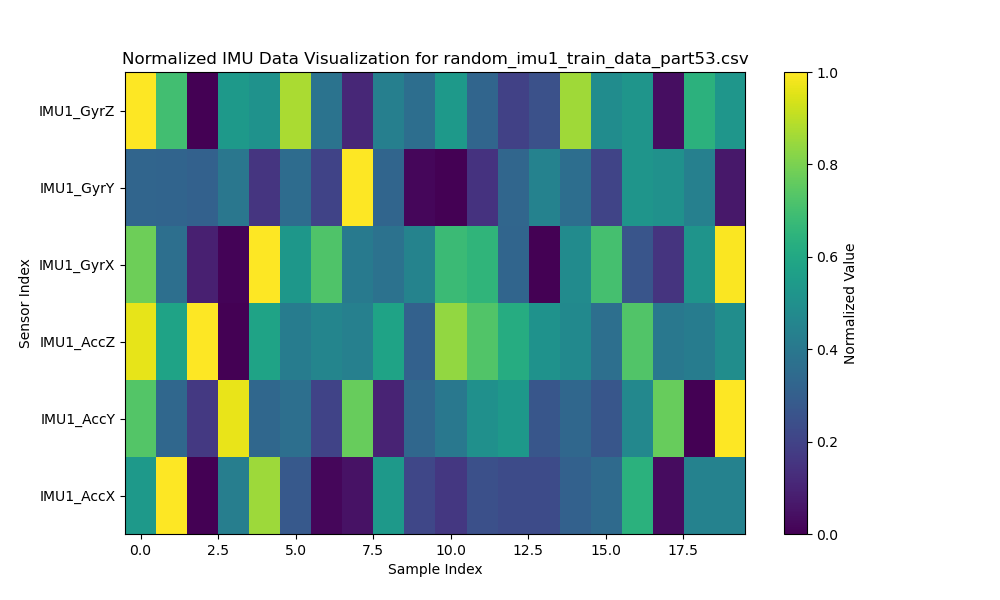 Normalized IMU Data Visualization for random_imu1_train_data_part53.csv
IMU1_GyrZ
IMU1_GyrY
IMU1_GyrX
IMU1_AccZ
IMU1_AccY
IMU1_AccX
Sensor Index
0.0 2.5 5.0 7.5 10.0 12.5 15.0 17.5
Sample Index
1.0
0.8
0.6
0.4
0.2
0.0
Normalized Value